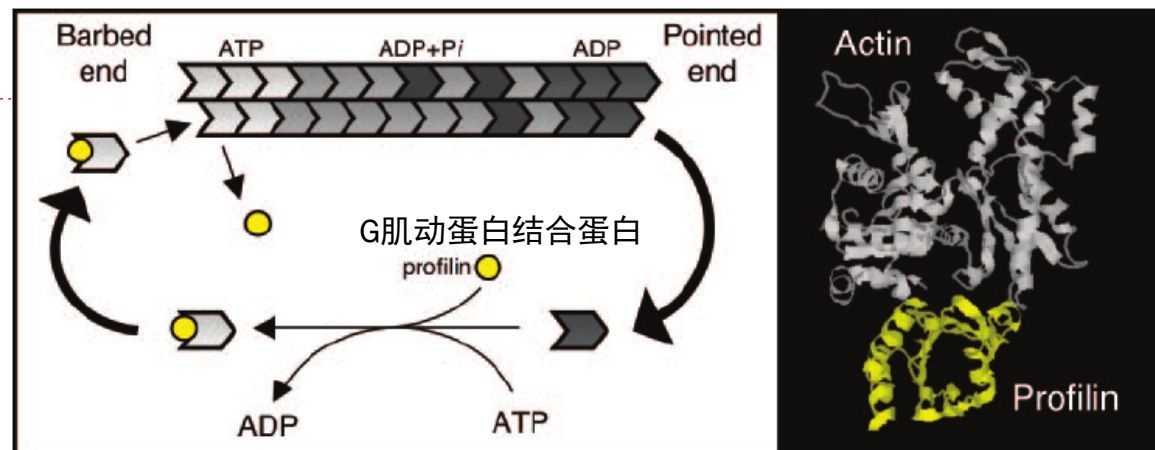 Barbed
end
ATP
ADP+Pi
ADP
Pointed
end
G肌动蛋白结合蛋白
profilin
ADP
ATP
Actin
Profilin